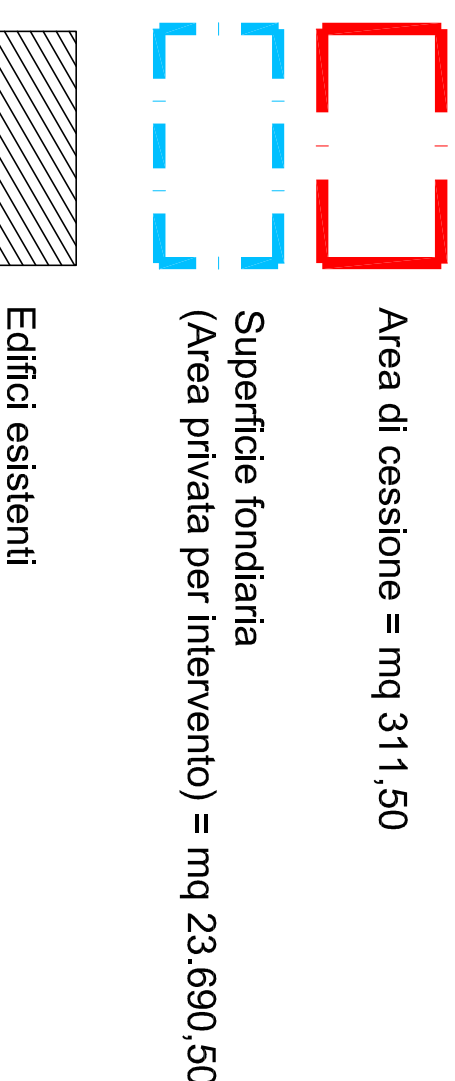 Area di cessione = mq 311,50
Superficie fondiaria
(Area privata per intervento) = mq 23.690,50
Edifici esistenti